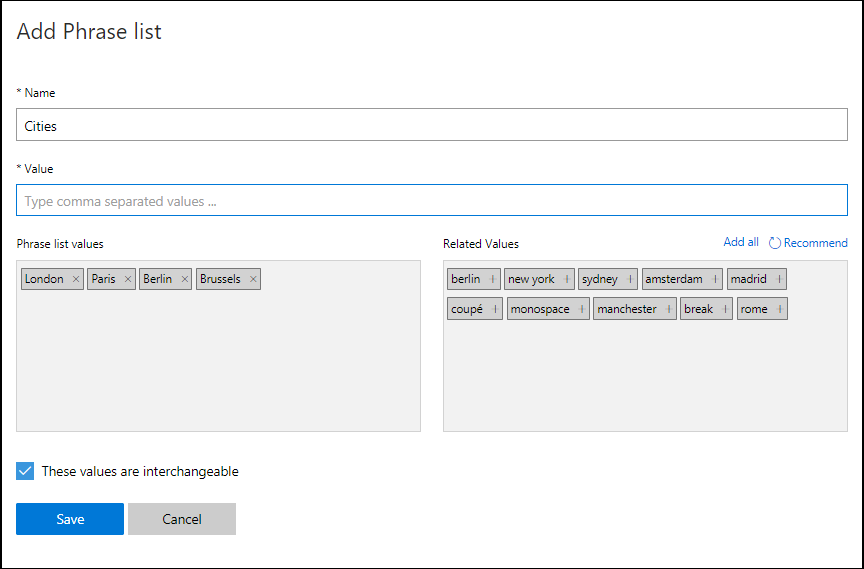 Add Phrase list
* Name
Cities
* Value
Type comma separated values ...
Phrase list values
Related Values Add all Recommend
London × Paris × Berlin × Brussels ×
berlin + new york + sydney + amsterdam + madrid +
coupé + monospace + manchester + break + rome +
These values are interchangeable
Save Cancel